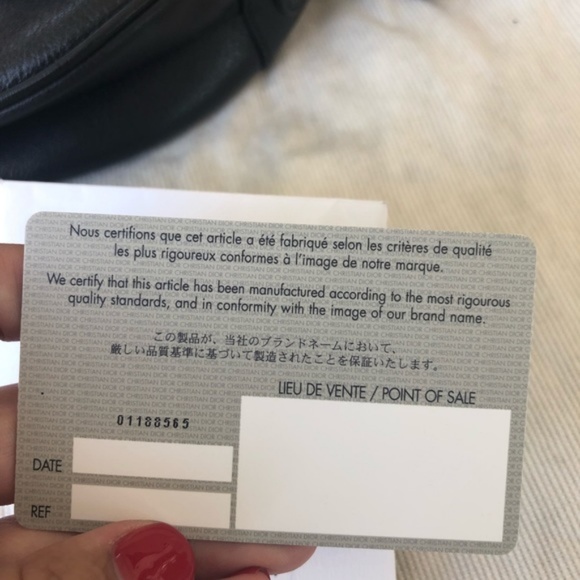 Nous certifions que cet article a été fabriqué selon les critères de qualité
les plus rigoureux conformes à l'image de notre marque.
We certify that this article has been manufactured according to the most rigourous
quality standards, and in conformity with the image of our brand name.
この製品が、当社のブランドネームにおいて、
厳しい品質基準に基づいて製造されたことを保証いたします。
LIEU DE VENTE / POINT OF SALE
01188565
DATE
REF